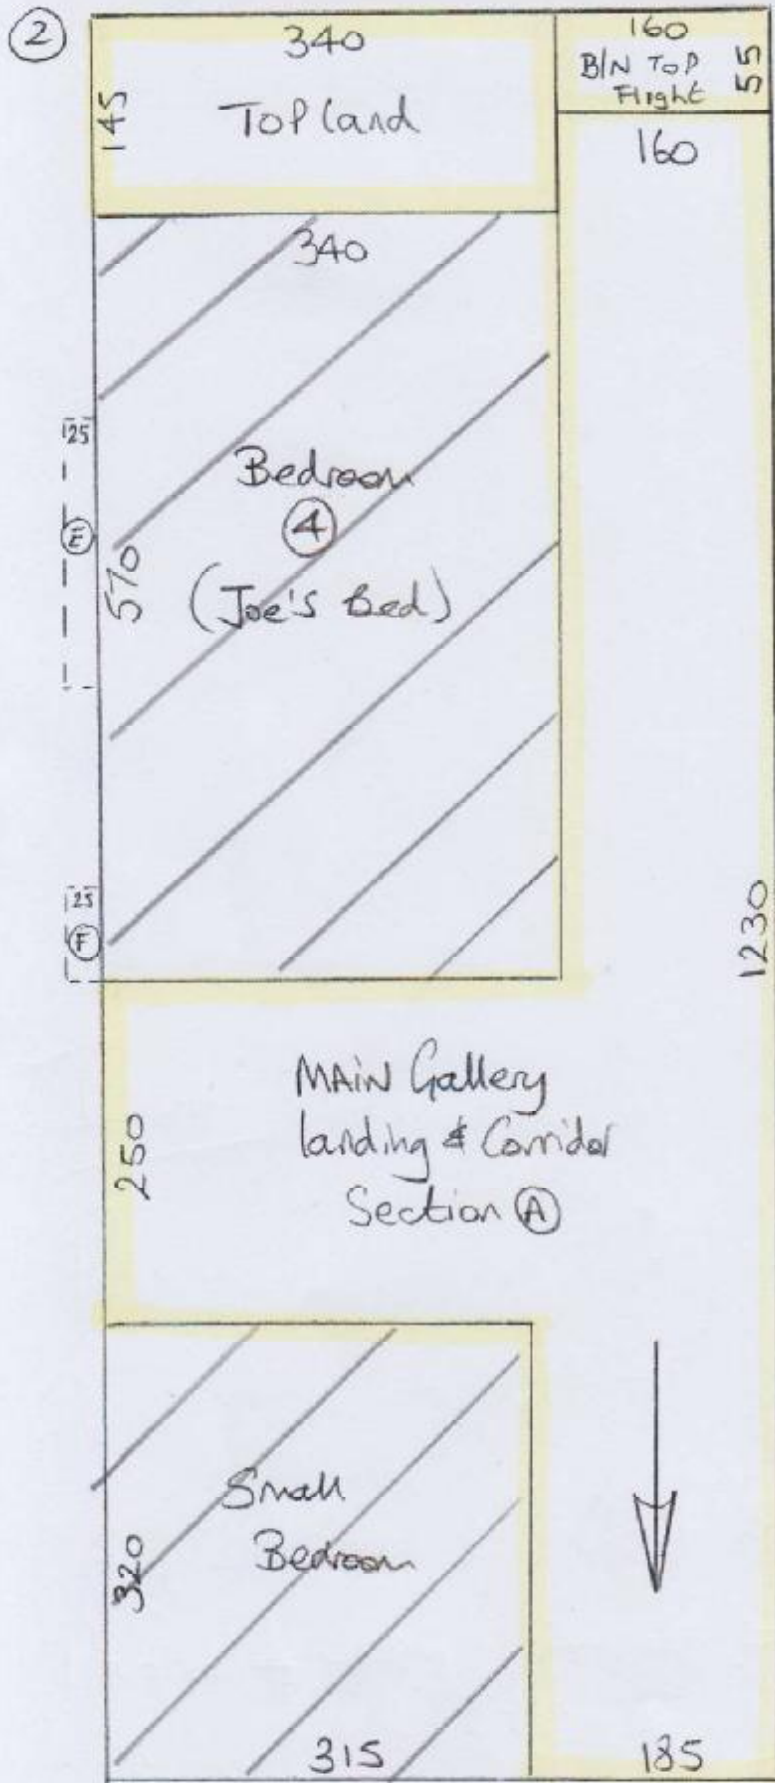 ②
340
145
Top land
160
B/N Top
Flight
55
160
340
125
Bedroom
④
Ⓔ
570
(Joe's Bed)
25
Ⓕ
1230
MAIN Gallery
landing & Corridor
Section Ⓐ
250
Small
Bedroom
320
315
185